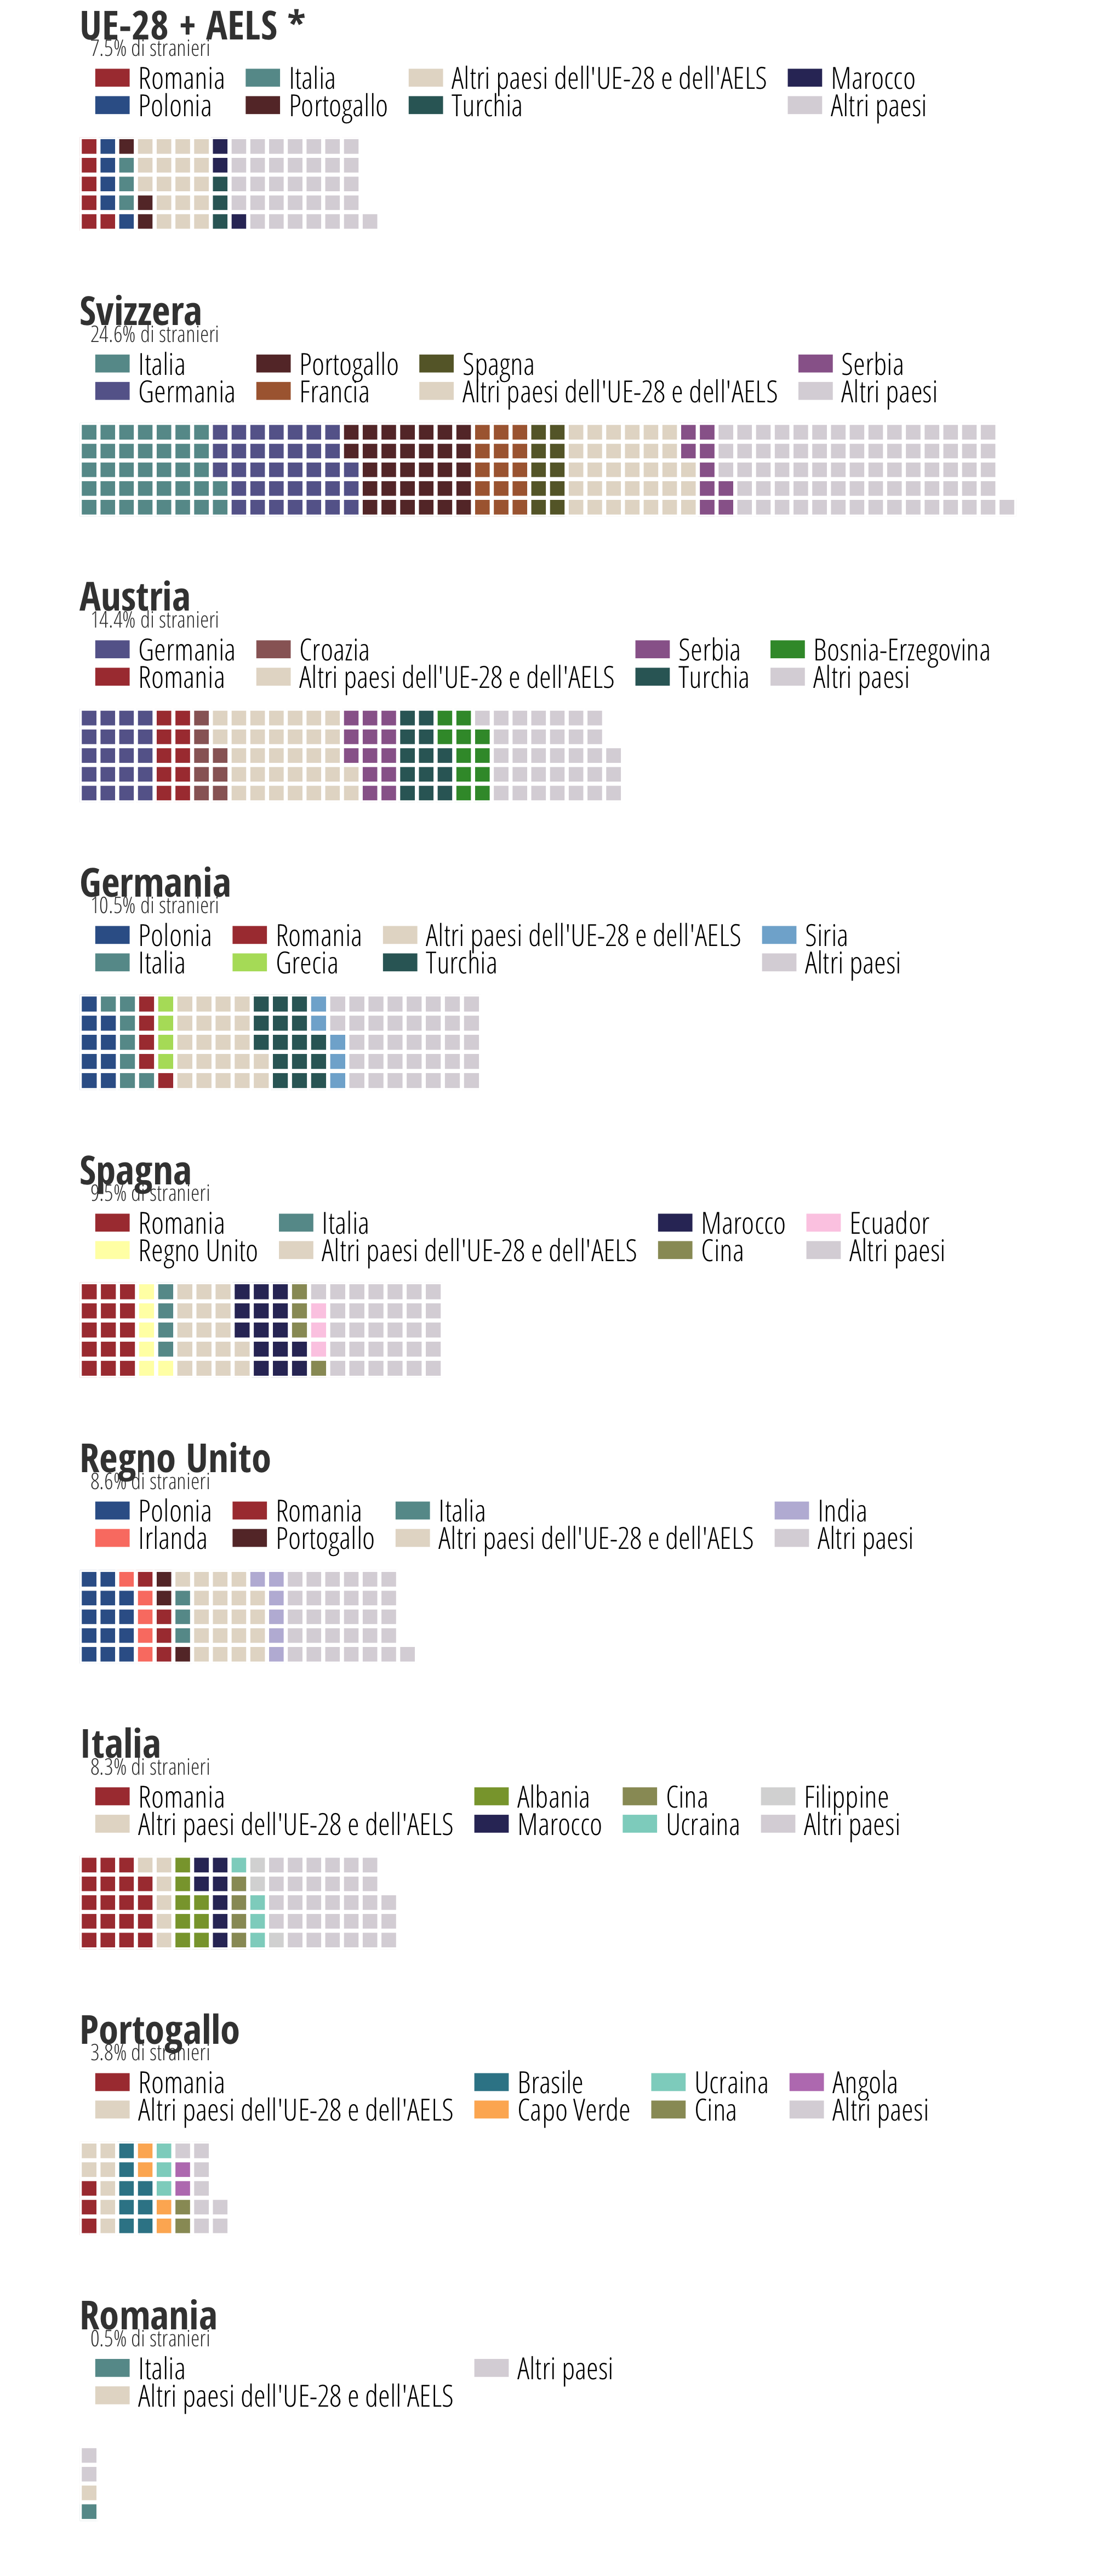 UE-28 + AELS *
7.5% di stranieri
Romania Italia Altri paesi dell'UE-28 e dell'AELS Marocco
Polonia Portogallo Turchia Altri paesi
Svizzera
24.6% di stranieri
Italia Portogallo Spagna Serbia
Germania Francia Altri paesi dell'UE-28 e dell'AELS Altri paesi
Austria
14.4% di stranieri
Germania Croazia Serbia Bosnia-Erzegovina
Romania Altri paesi dell'UE-28 e dell'AELS Turchia Altri paesi
Germania
10.5% di stranieri
Polonia Romania Altri paesi dell'UE-28 e dell'AELS Siria
Italia Grecia Turchia Altri paesi
Spagna
9.5% di stranieri
Romania Italia Marocco Ecuador
Regno Unito Altri paesi dell'UE-28 e dell'AELS Cina Altri paesi
Regno Unito
8.6% di stranieri
Polonia Romania Italia India
Irlanda Portogallo Altri paesi dell'UE-28 e dell'AELS Altri paesi
Italia
8.3% di stranieri
Romania Albania Cina Filippine
Altri paesi dell'UE-28 e dell'AELS Marocco Ucraina Altri paesi
Portogallo
3.8% di stranieri
Romania Brasile Ucraina Angola
Altri paesi dell'UE-28 e dell'AELS Capo Verde Cina Altri paesi
Romania
0.5% di stranieri
Italia Altri paesi
Altri paesi dell'UE-28 e dell'AELS